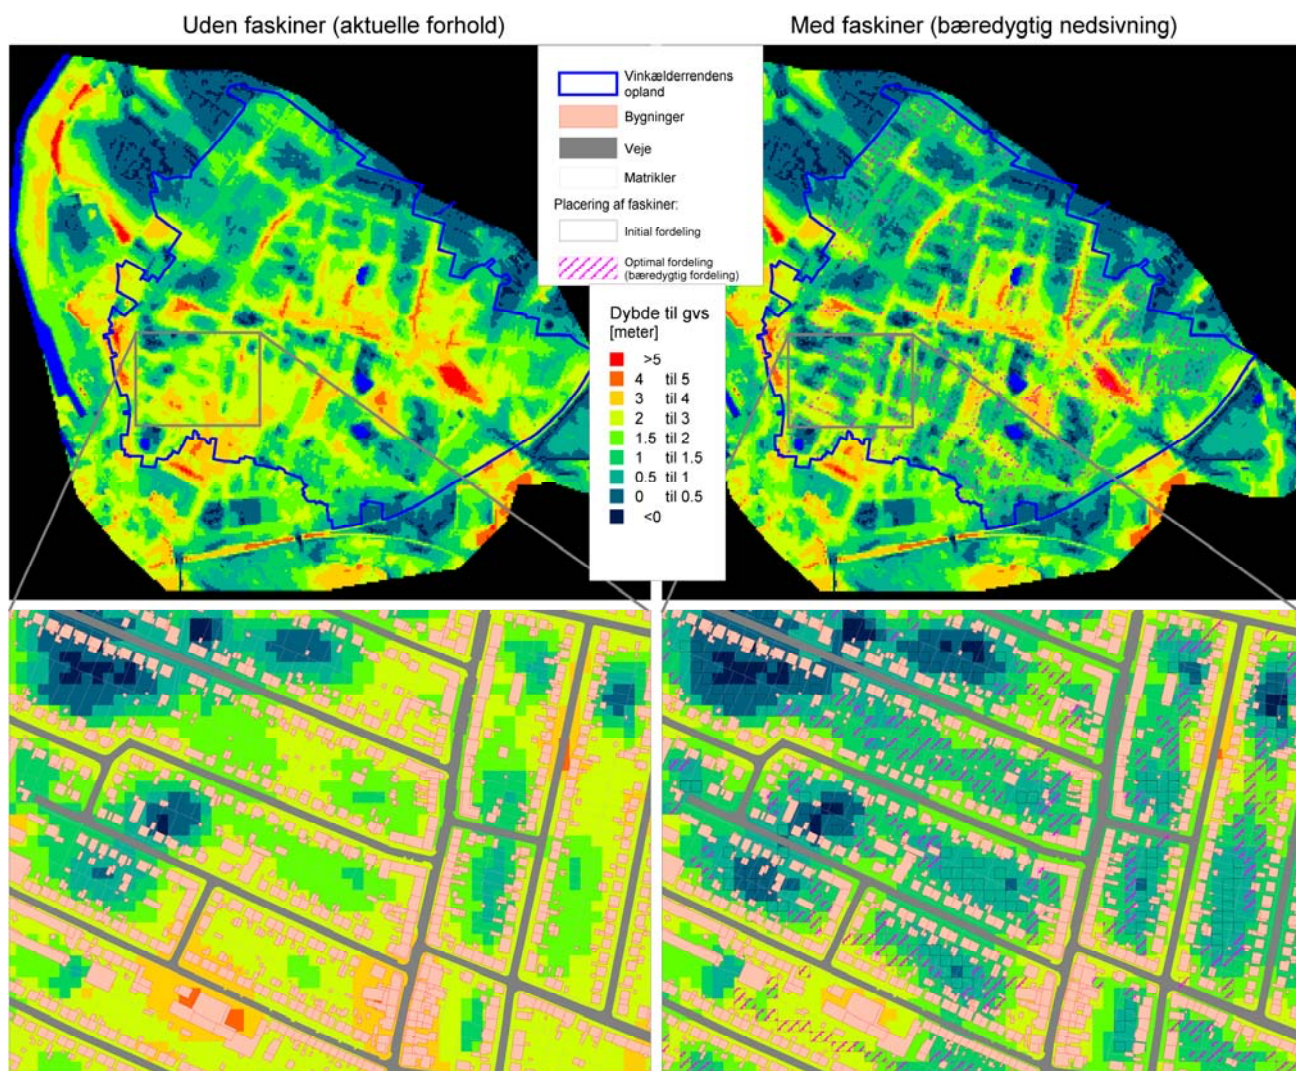 Uden faskiner (aktuelle forhold)
Med faskiner (bæredygtig nedsivning)
Vinkælderrendens
opland
Bygninger
Veje
Matrikler
Placering af faskiner:
Initial fordeling
Optimal fordeling
(bæredygtig fordeling)
Dybde til gvs
[meter]
>5
4 til 5
3 til 4
2 til 3
1.5 til 2
1 til 1.5
0.5 til 1
0 til 0.5
<0